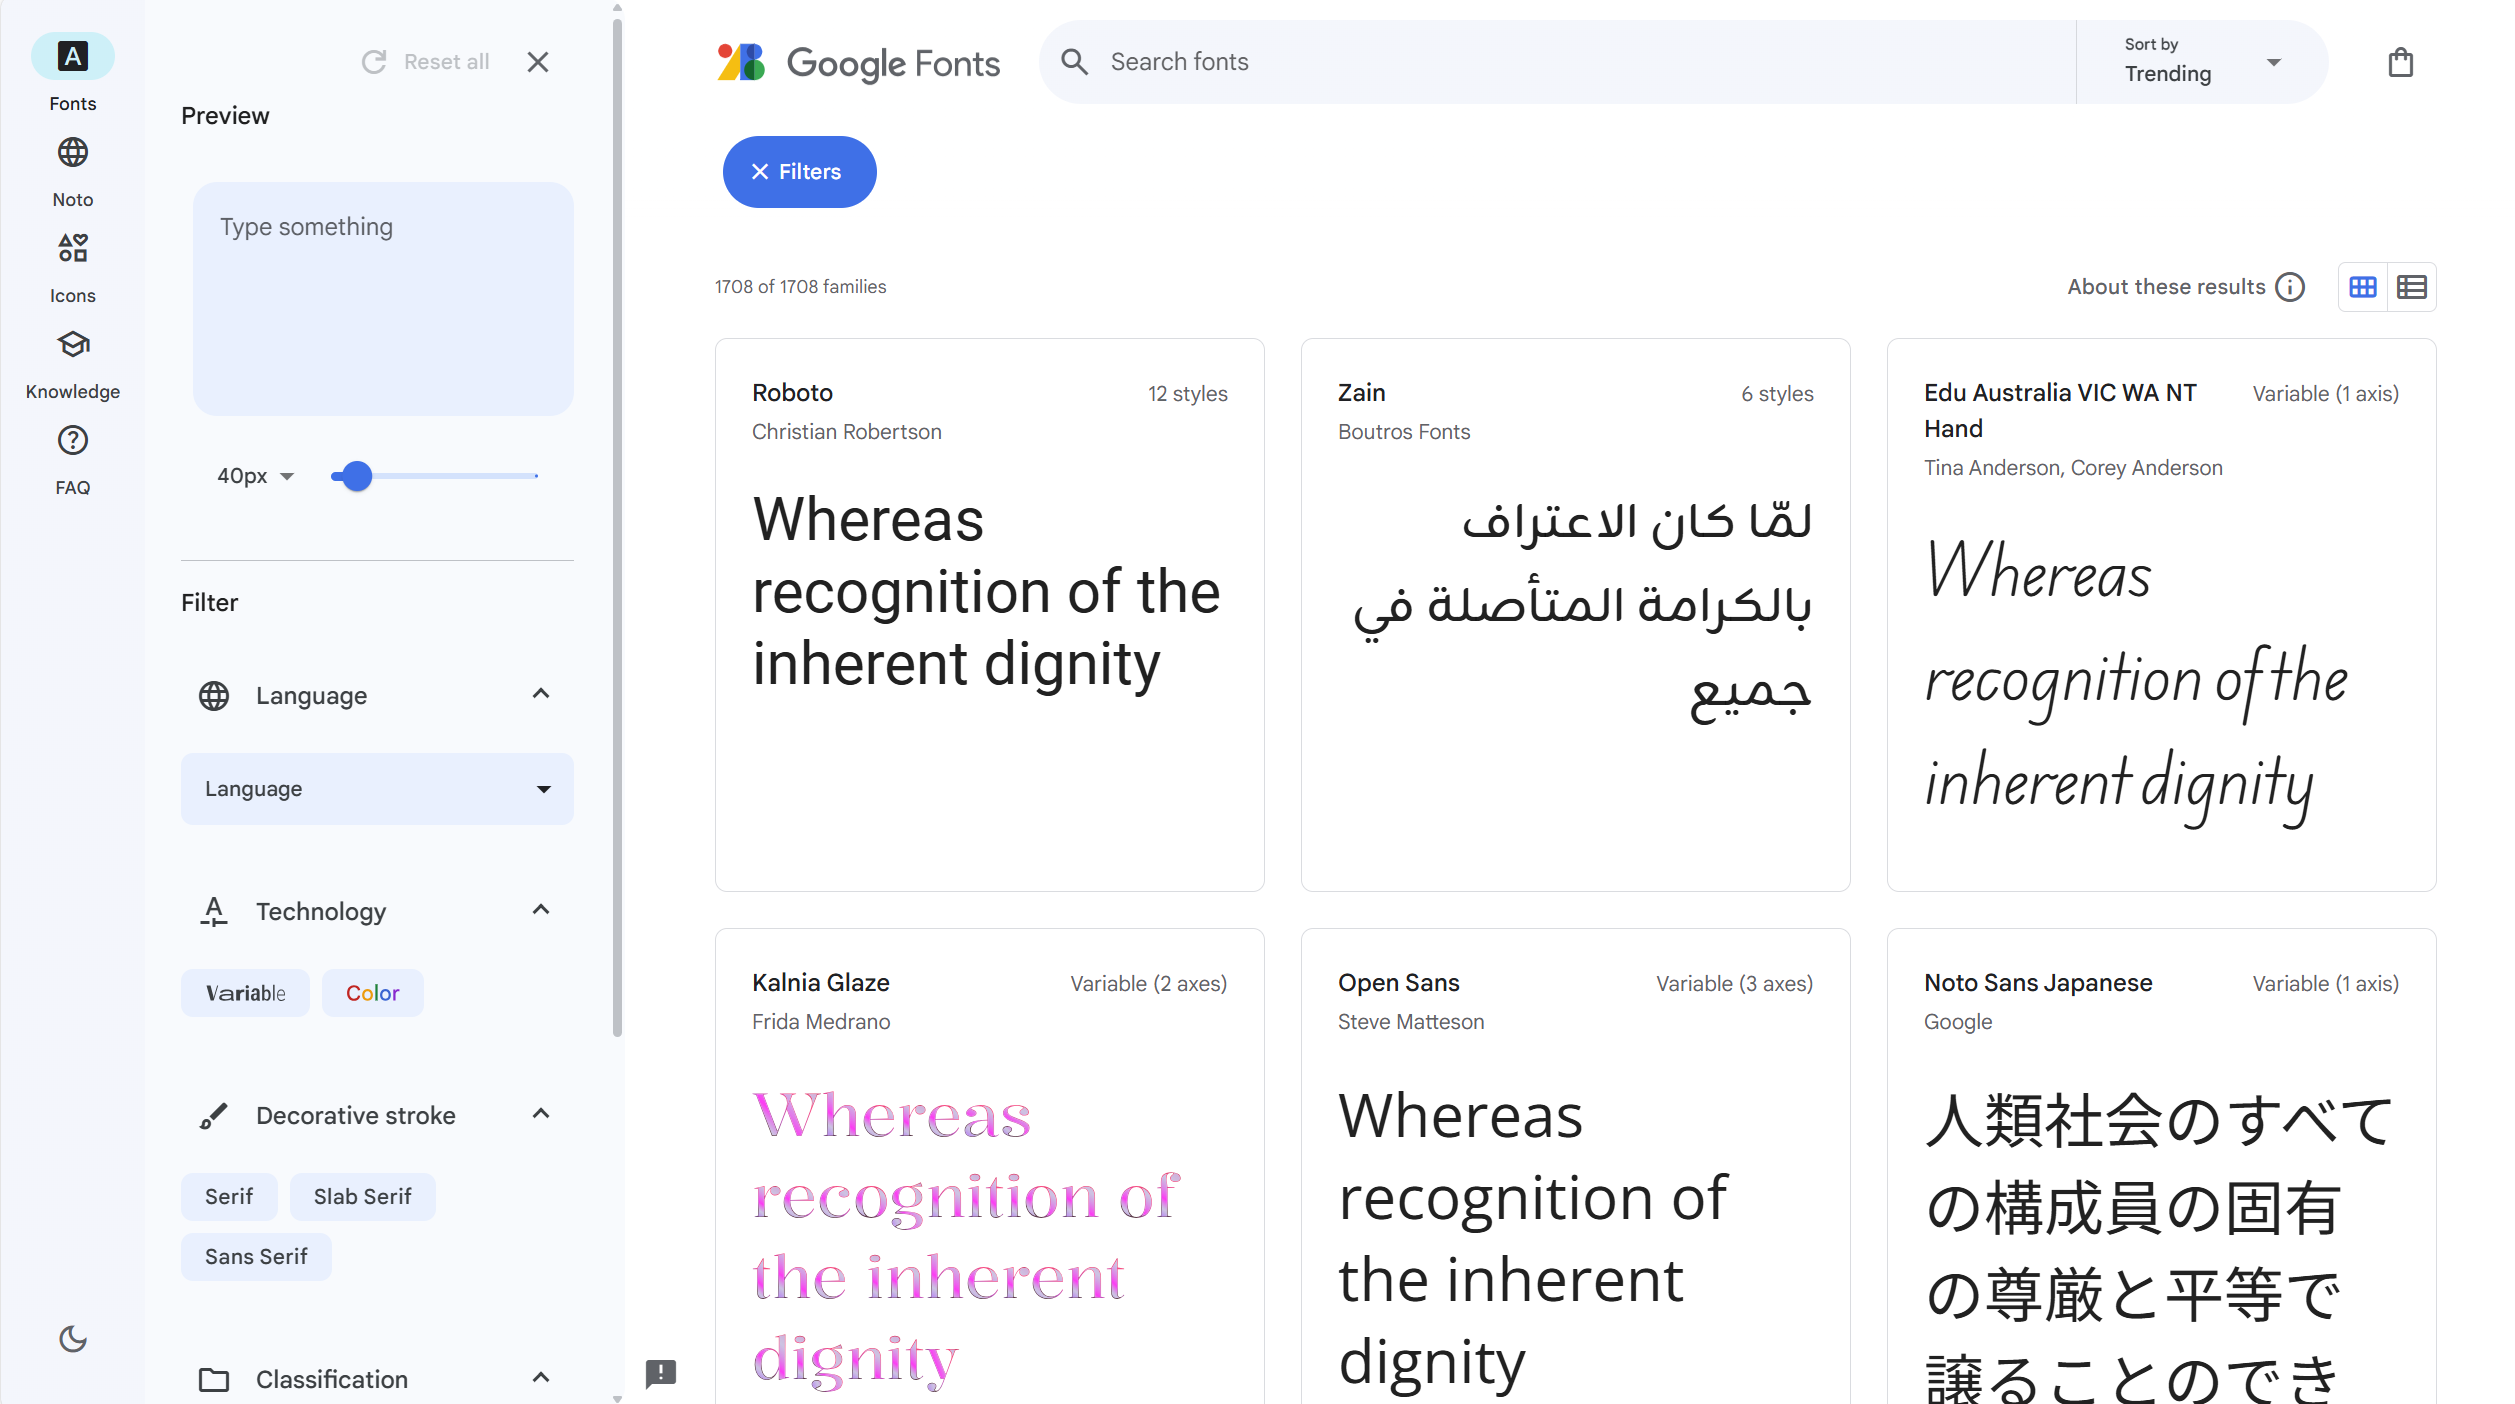 Fonts
Noto
Icons
Knowledge
FAQ
Reset all
Preview
Type something
40px
Filter
Language
Language
Technology
Variable
Color
Decorative stroke
Serif
Slab Serif
Sans Serif
Classification
Google Fonts
Search fonts
Sort by
Trending
Filters
1708 of 1708 families
About these results
Roboto
12 styles
Christian Robertson
Whereas
recognition of the
inherent dignity
Zain
6 styles
Boutros Fonts
لمّا كان الاعتراف
بالكرامة المتأصلة في
جميع
Edu Australia VIC WA NT
Hand
Variable (1 axis)
Tina Anderson, Corey Anderson
Whereas
recognition of the
inherent dignity
Kalnia Glaze
Variable (2 axes)
Frida Medrano
Whereas
recognition of
the inherent
dignity
Open Sans
Variable (3 axes)
Steve Matteson
Whereas
recognition of
the inherent
dignity
Noto Sans Japanese
Variable (1 axis)
Google
人類社会のすべて
の構成員の固有
の尊厳と平等で
譲ることのでき